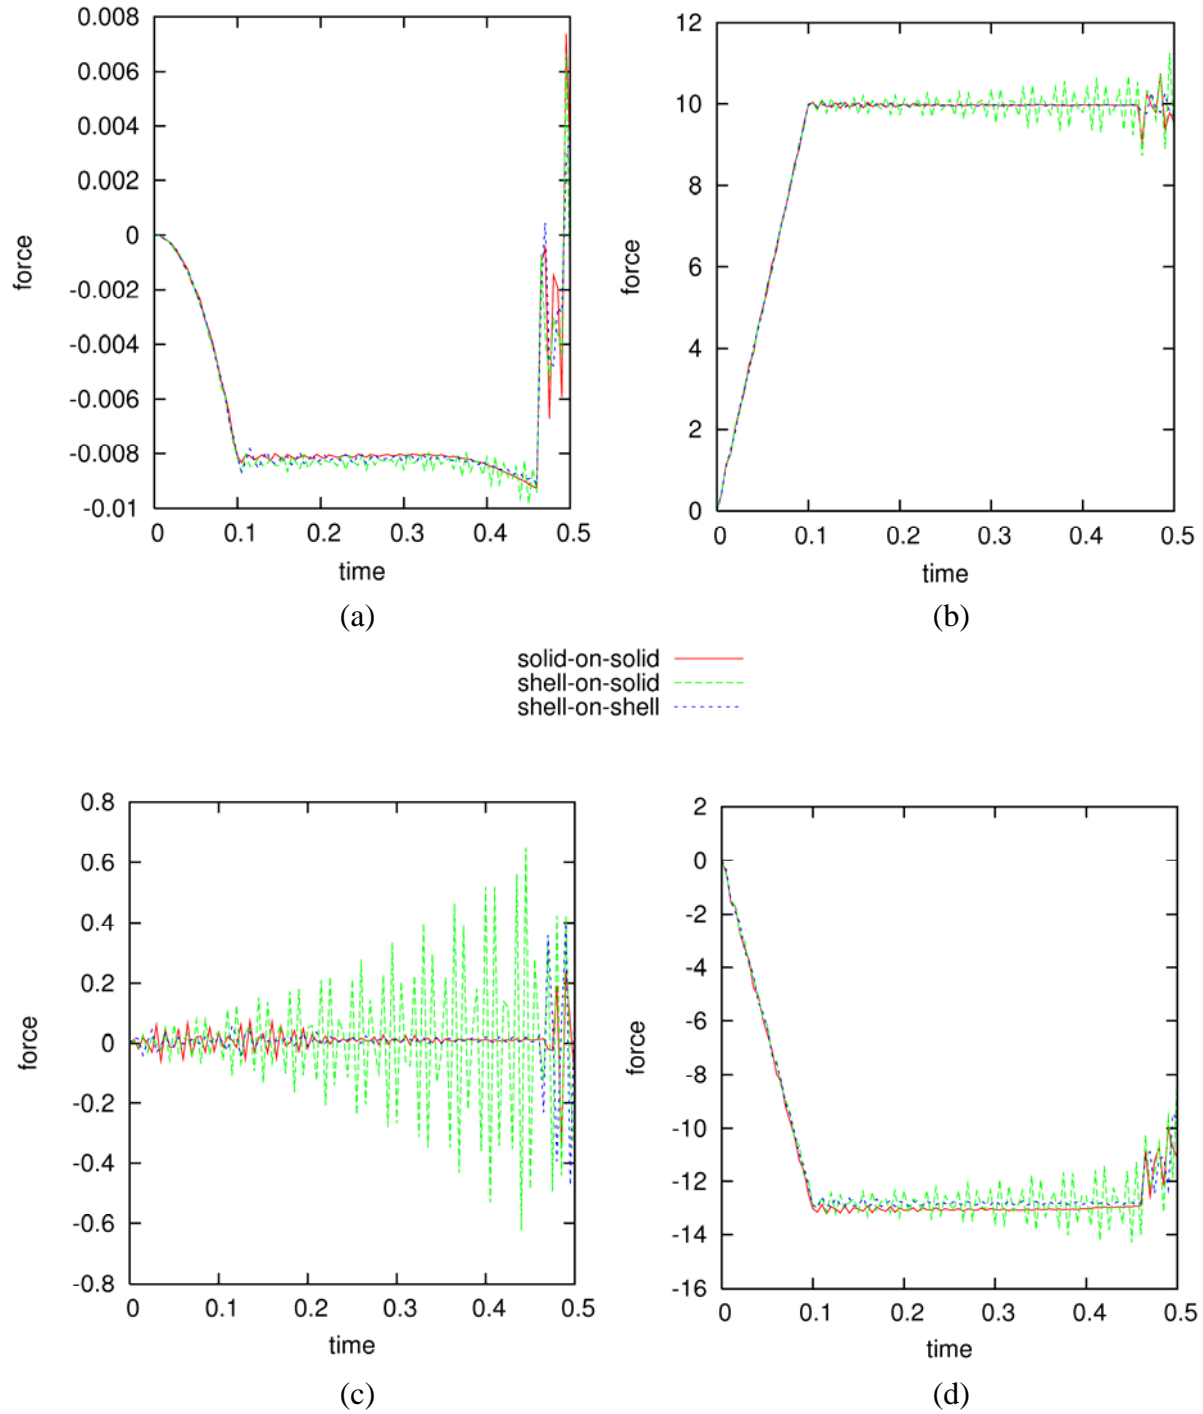 0.008
0.006
0.004
0.002
0
-0.002
-0.004
-0.006
-0.008
-0.01
force
0 0.1 0.2 0.3 0.4 0.5
time
(a)
12
10
8
6
4
2
0
force
0 0.1 0.2 0.3 0.4 0.5
time
(b)
solid-on-solid
shell-on-solid
shell-on-shell
0.8
0.6
0.4
0.2
0
-0.2
-0.4
-0.6
-0.8
force
0 0.1 0.2 0.3 0.4 0.5
time
(c)
2
0
-2
-4
-6
-8
-10
-12
-14
-16
force
0 0.1 0.2 0.3 0.4 0.5
time
(d)